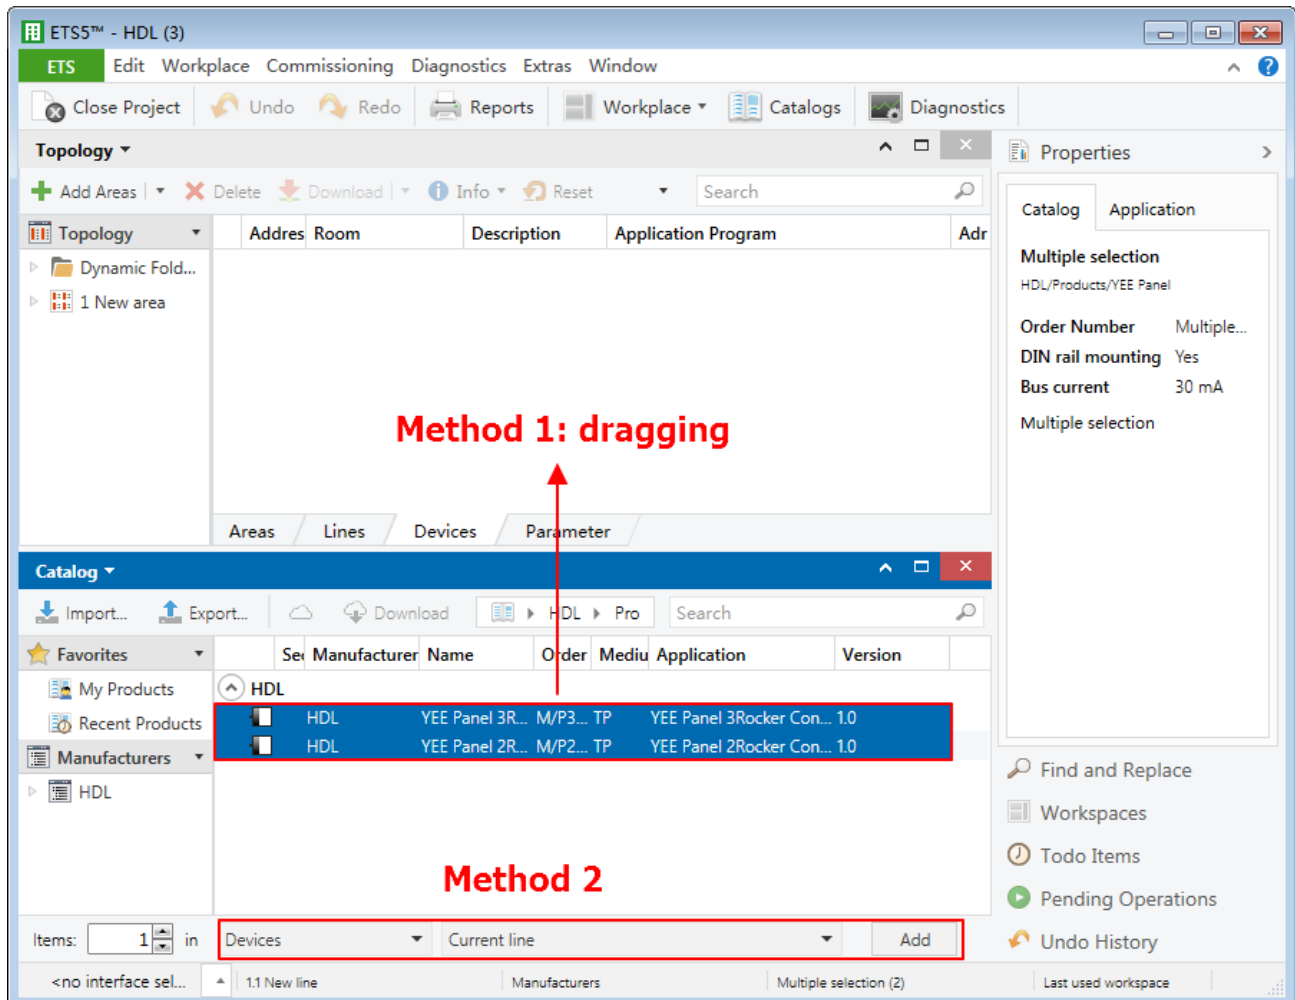 ETS5™ - HDL (3)
ETS Edit Workplace Commissioning Diagnostics Extras Window
Close Project Undo Redo Reports Workplace Catalogs Diagnostics
Topology
Add Areas Delete Download Info Reset Search
Topology Addres Room Description Application Program Adr
Dynamic Fold...
1 New area
Method 1: dragging
Areas Lines Devices Parameter
Catalog
Import... Export... Download HDL Pro Search
Favorites Sec Manufacturer Name Order Mediu Application Version
My Products HDL
Recent Products HDL YEE Panel 3R... M/P3... TP YEE Panel 3Rocker Con... 1.0
HDL YEE Panel 2R... M/P2... TP YEE Panel 2Rocker Con... 1.0
Manufacturers
HDL
Method 2
Items: 1 in Devices Current line Add
<no interface sel... 1.1 New line Manufacturers Multiple selection (2) Last used workspace
Properties
Catalog Application
Multiple selection
HDL/Products/YEE Panel
Order Number Multiple...
DIN rail mounting Yes
Bus current 30 mA
Multiple selection
Find and Replace
Workspaces
Todo Items
Pending Operations
Undo History